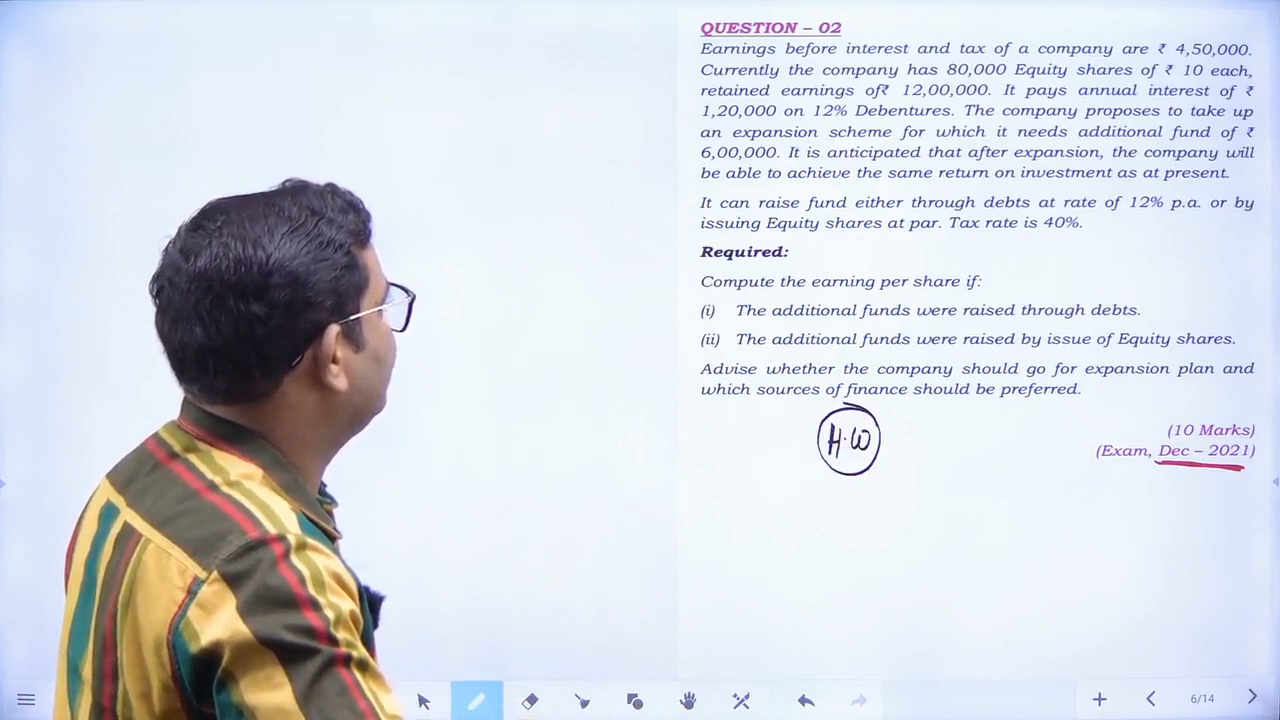 QUESTION – 02
Earnings before interest and tax of a company are ₹ 4,50,000.
Currently the company has 80,000 Equity shares of ₹ 10 each,
retained earnings of₹ 12,00,000. It pays annual interest of ₹
1,20,000 on 12% Debentures. The company proposes to take up
an expansion scheme for which it needs additional fund of ₹
6,00,000. It is anticipated that after expansion, the company will
be able to achieve the same return on investment as at present.
It can raise fund either through debts at rate of 12% p.a. or by
issuing Equity shares at par. Tax rate is 40%.
Required:
Compute the earning per share if:
(i) The additional funds were raised through debts.
(ii) The additional funds were raised by issue of Equity shares.
Advise whether the company should go for expansion plan and
which sources of finance should be preferred.
H.W
(10 Marks)
(Exam, Dec – 2021)
6/14